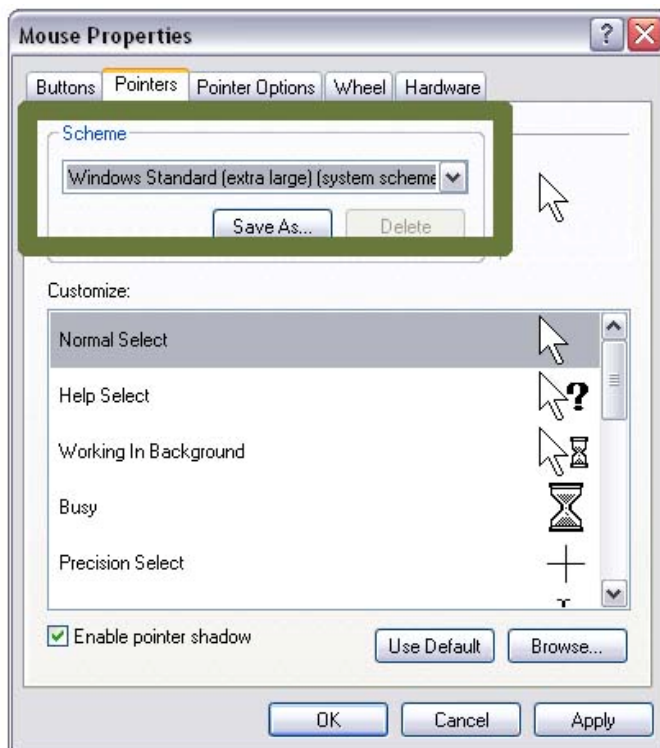 Mouse Properties
Buttons Pointers Pointer Options Wheel Hardware
Scheme
Windows Standard (extra large) (system scheme
Save As... Delete
Customize:
Normal Select
Help Select
Working In Background
Busy
Precision Select
Enable pointer shadow
Use Default Browse...
OK Cancel Apply